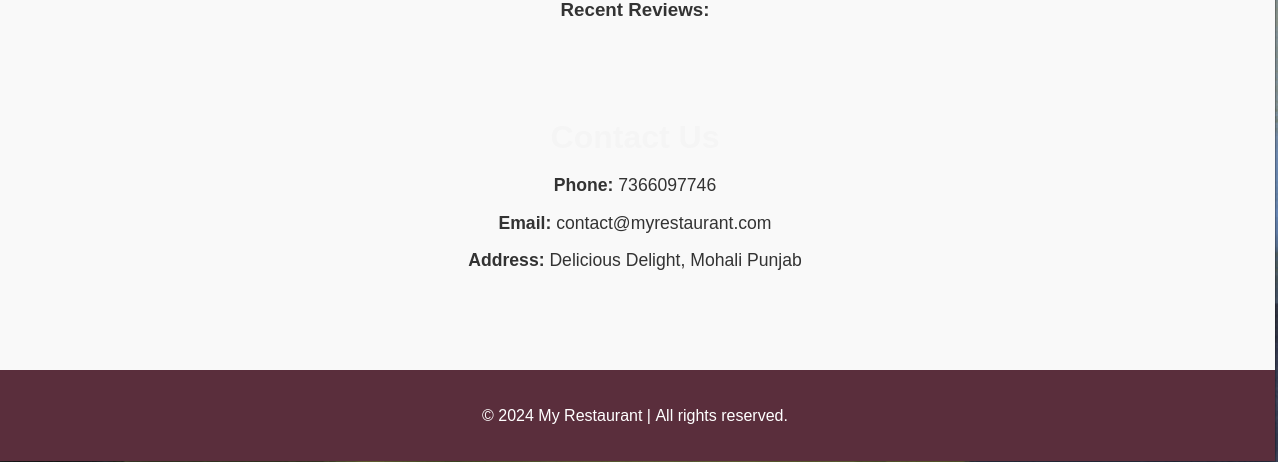 Recent Reviews:
Contact Us
Phone: 7366097746
Email: contact@myrestaurant.com
Address: Delicious Delight, Mohali Punjab
© 2024 My Restaurant | All rights reserved.